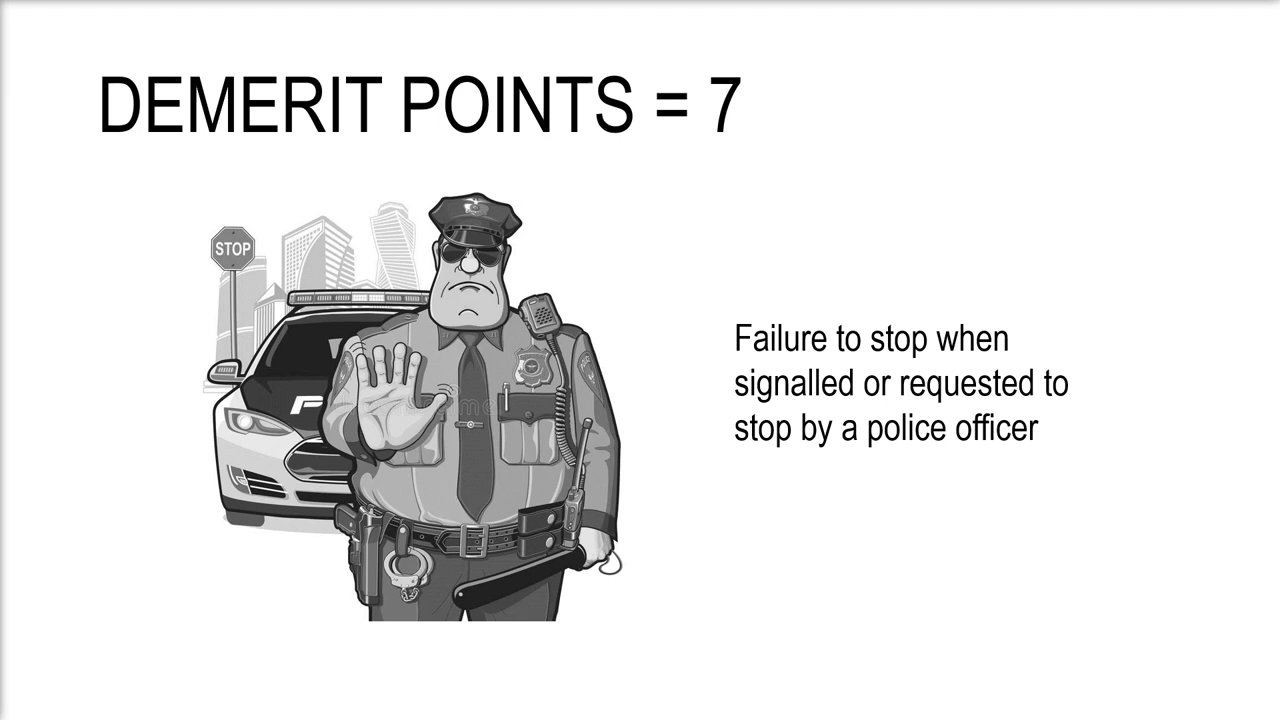 DEMERIT POINTS = 7
STOP
Failure to stop when
signalled or requested to
stop by a police officer